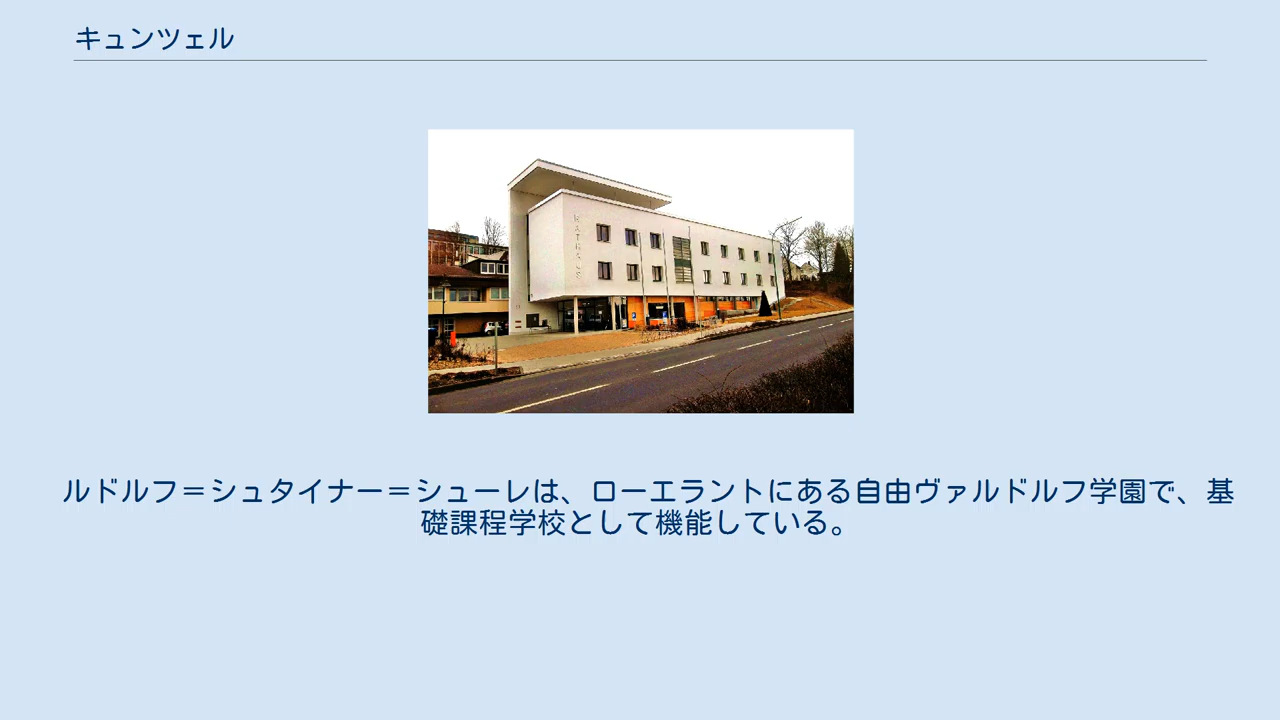 キュンツェル
RATHAUS
ルドルフ＝シュタイナー＝シューレは、ローエラントにある自由ヴァルドルフ学園で、基
礎課程学校として機能している。